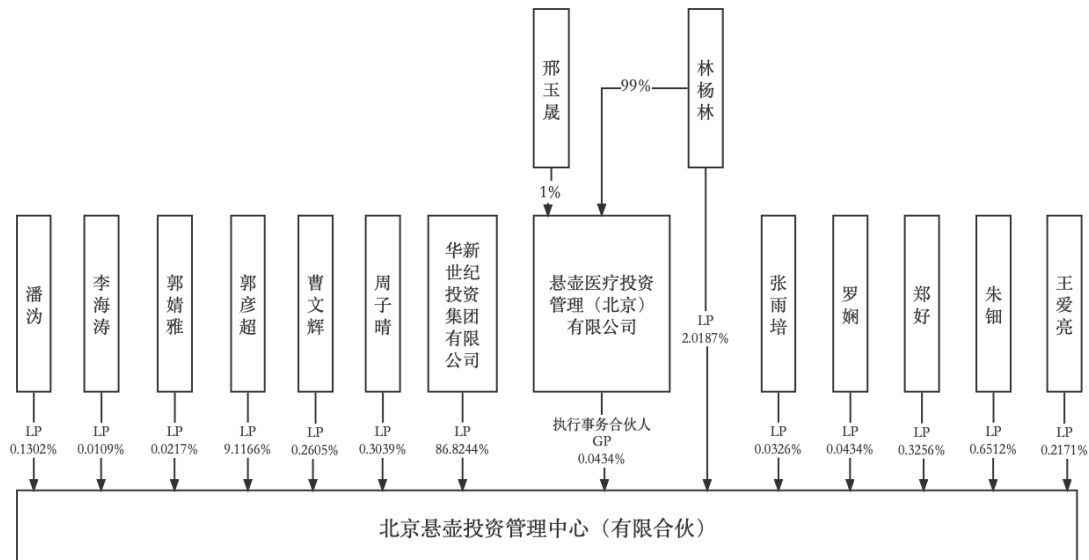 邢玉晟
林杨林
99%
1%
潘沩
李海涛
郭婧雅
郭彦超
曹文辉
周子晴
华新
世纪
投资
集团
有限
公司
悬壶医疗投资
管理（北京）
有限公司
张雨培
罗娴
郑好
朱钿
王爱亮
LP
0.1302%
LP
0.0109%
LP
0.0217%
LP
9.1166%
LP
0.2605%
LP
0.3039%
LP
86.8244%
执行事务合伙人
GP
0.0434%
LP
2.0187%
LP
0.0326%
LP
0.0434%
LP
0.3256%
LP
0.6512%
LP
0.2171%
北京悬壶投资管理中心（有限合伙）